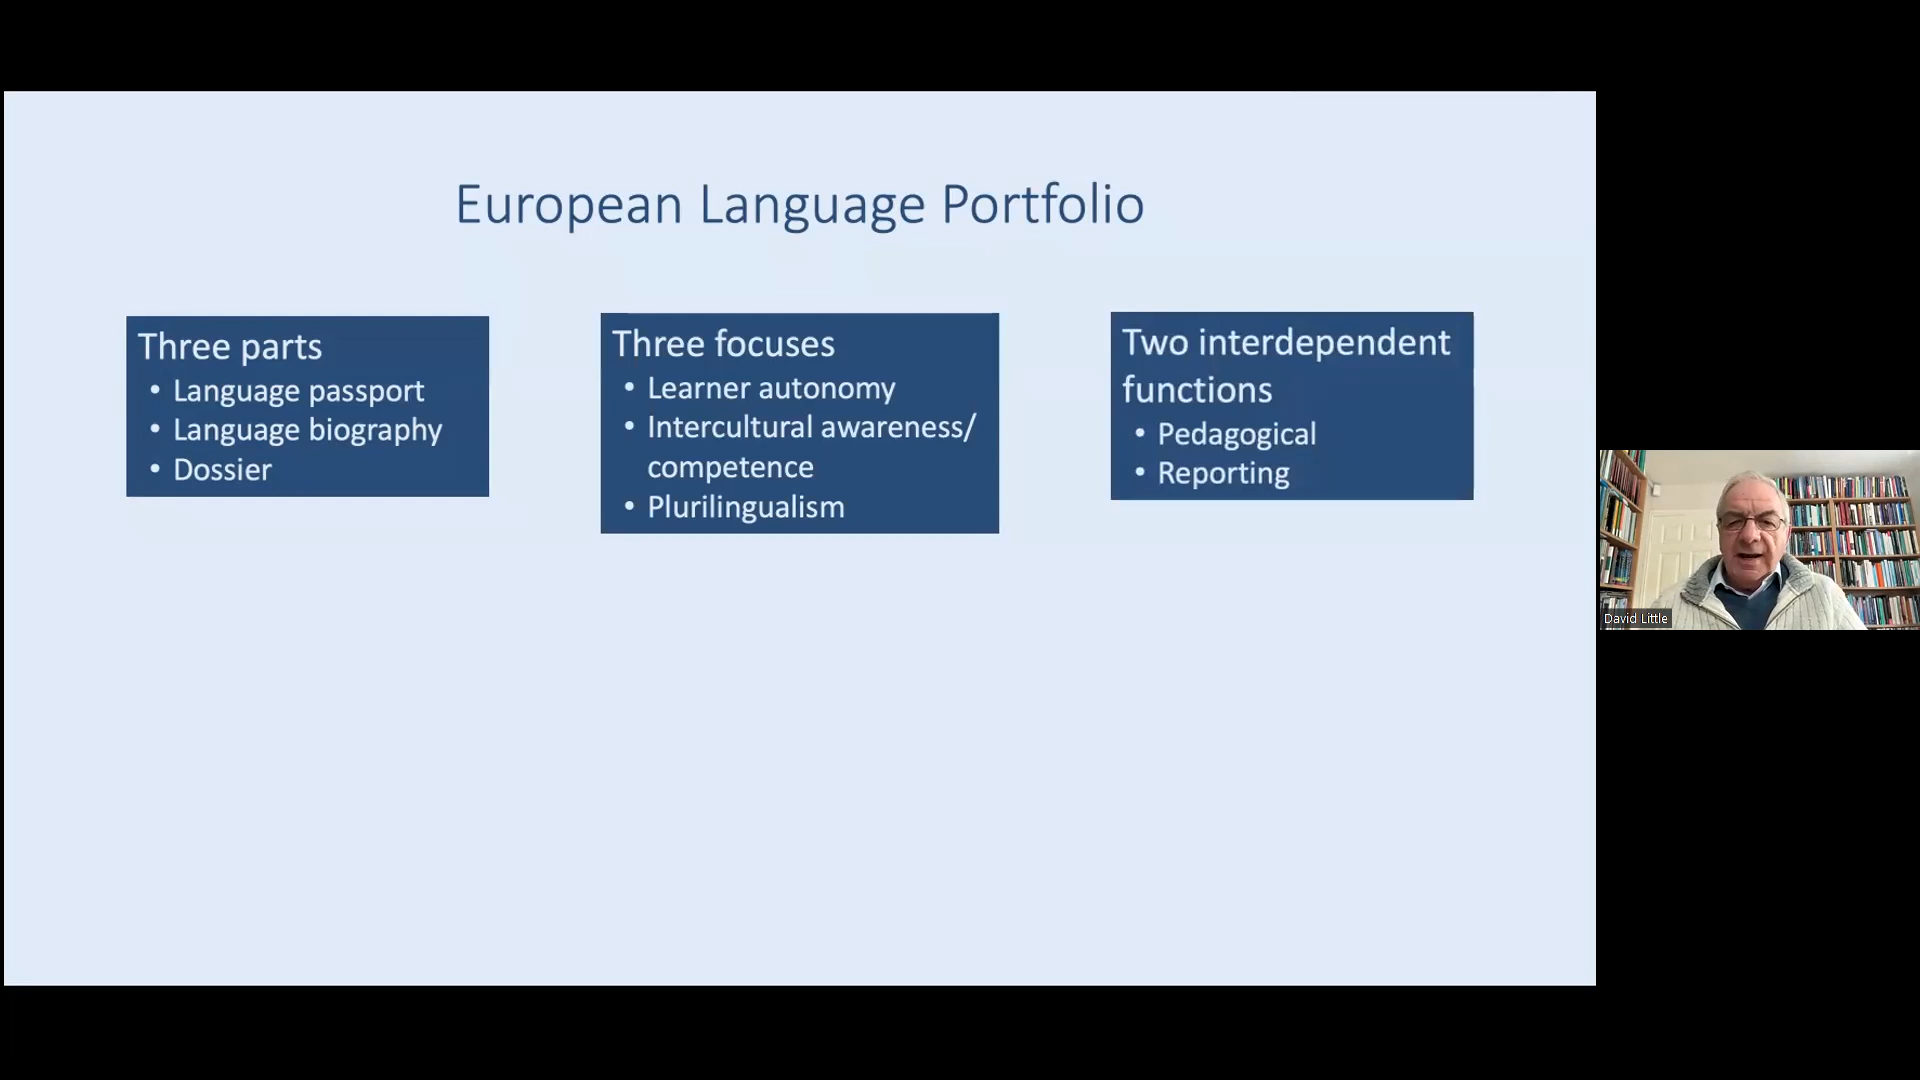 European Language Portfolio
Three parts
• Language passport
• Language biography
• Dossier
Three focuses
• Learner autonomy
• Intercultural awareness/
competence
• Plurilingualism
Two interdependent
functions
• Pedagogical
• Reporting
David Little